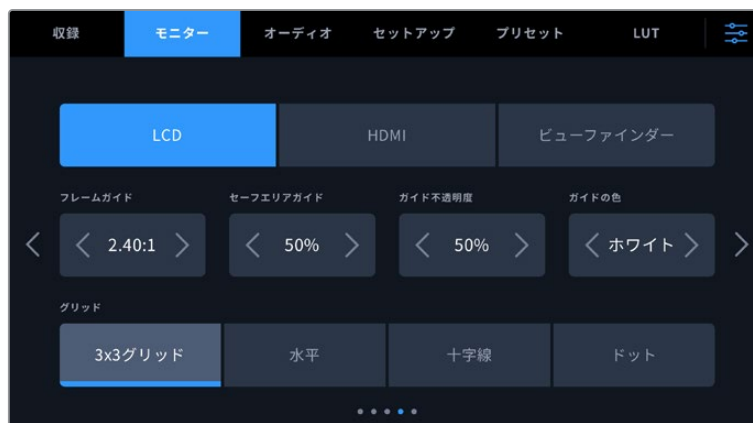 収録 モニター オーディオ セットアップ プリセット LUT
LCD HDMI ビューファインダー
フレームガイド セーフエリアガイド ガイド不透明度 ガイドの色
2.40:1 50% 50% ホワイト
グリッド
3x3グリッド 水平 十字線 ドット